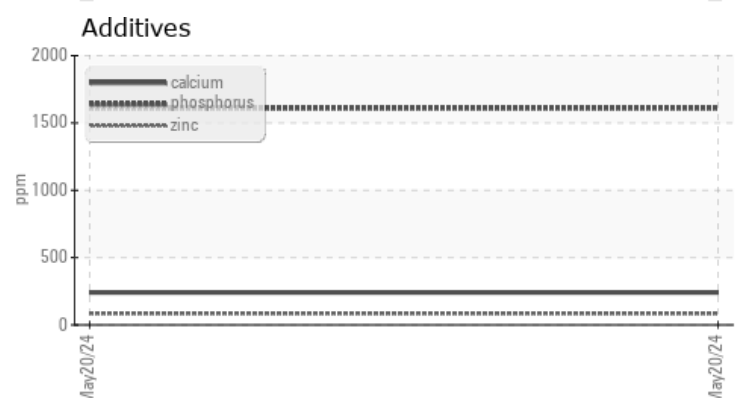 Additives
2000
1500
1000
500
0
ppm
calcium
phosphorus
zinc
May20/24
May20/24